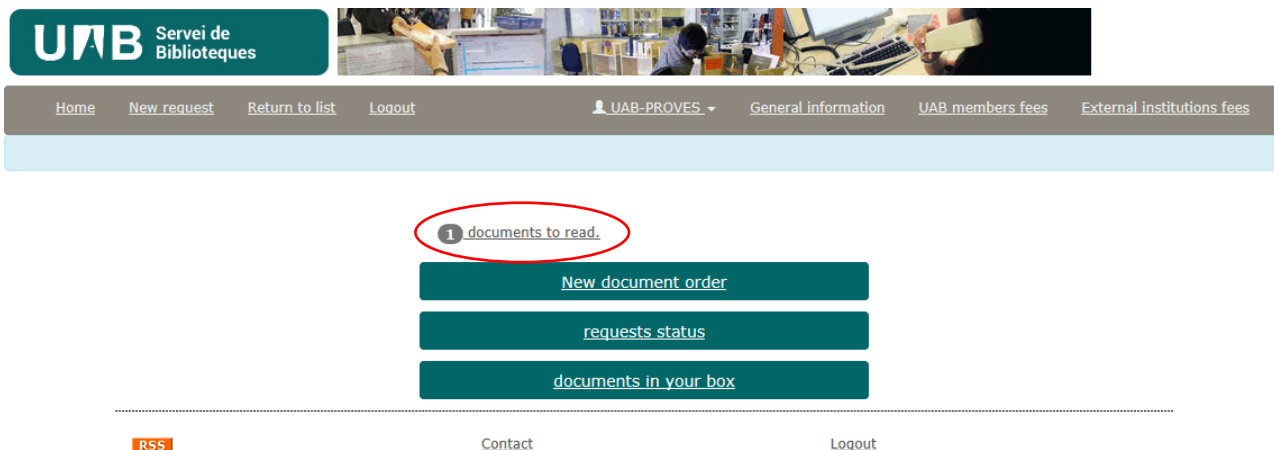 UAB Servei de
Biblioteques
Home New request Return to list Logout UAB-PROVES General information UAB members fees External institutions fees
1 documents to read.
New document order
requests status
documents in your box
RSS Contact Logout